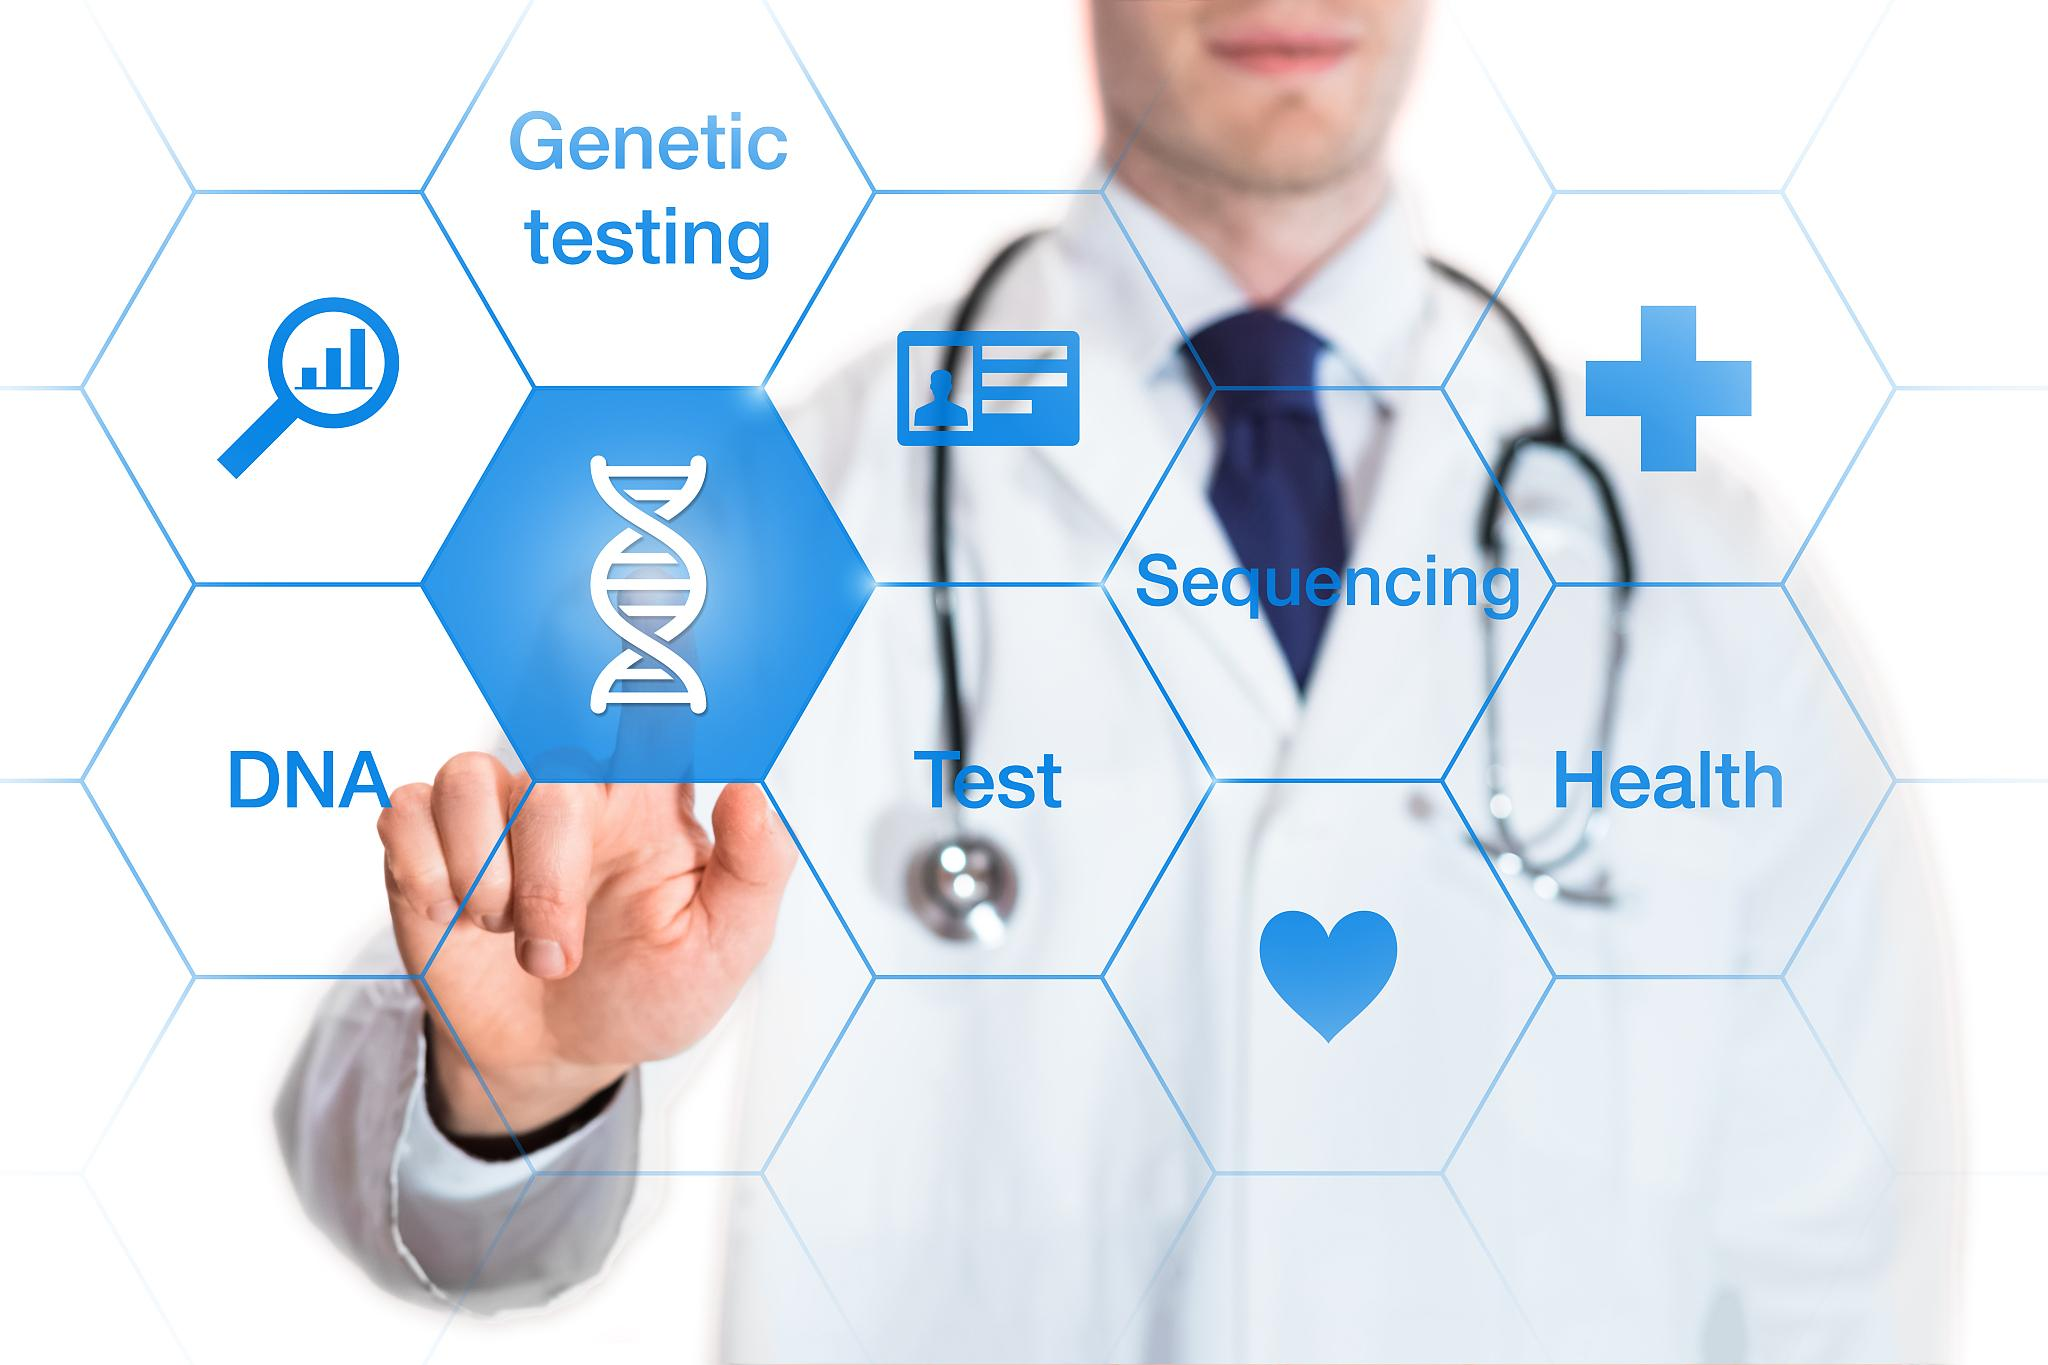 Genetic
testing
Sequencing
DNA
Test
Health